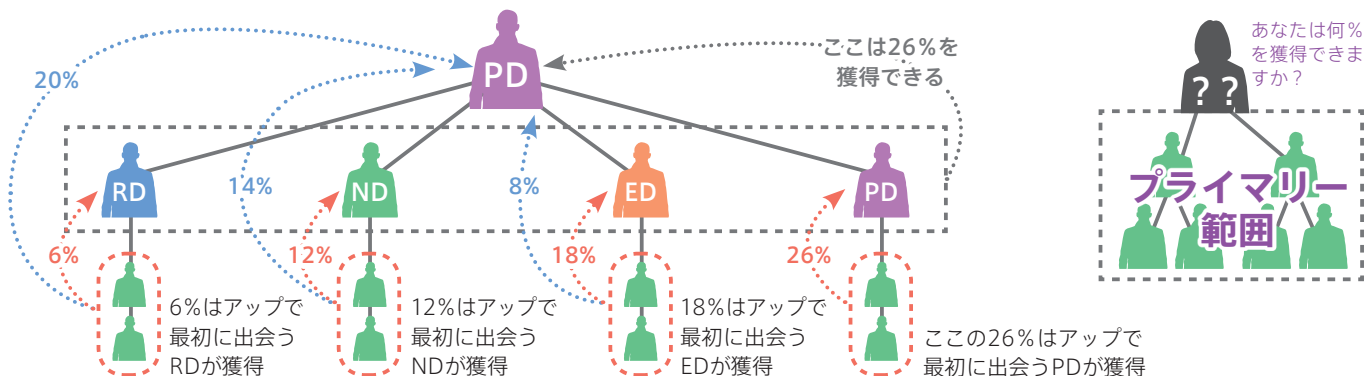 PD
20%
ここは26%を
獲得できる
あなたは何%
を獲得できま
すか?
??
RD
ND
ED
PD
14%
8%
6%
12%
18%
26%
プライマリー
範囲
6%はアップで
最初に出会う
RDが獲得
12%はアップで
最初に出会う
NDが獲得
18%はアップで
最初に出会う
EDが獲得
ここの26%はアップで
最初に出会うPDが獲得